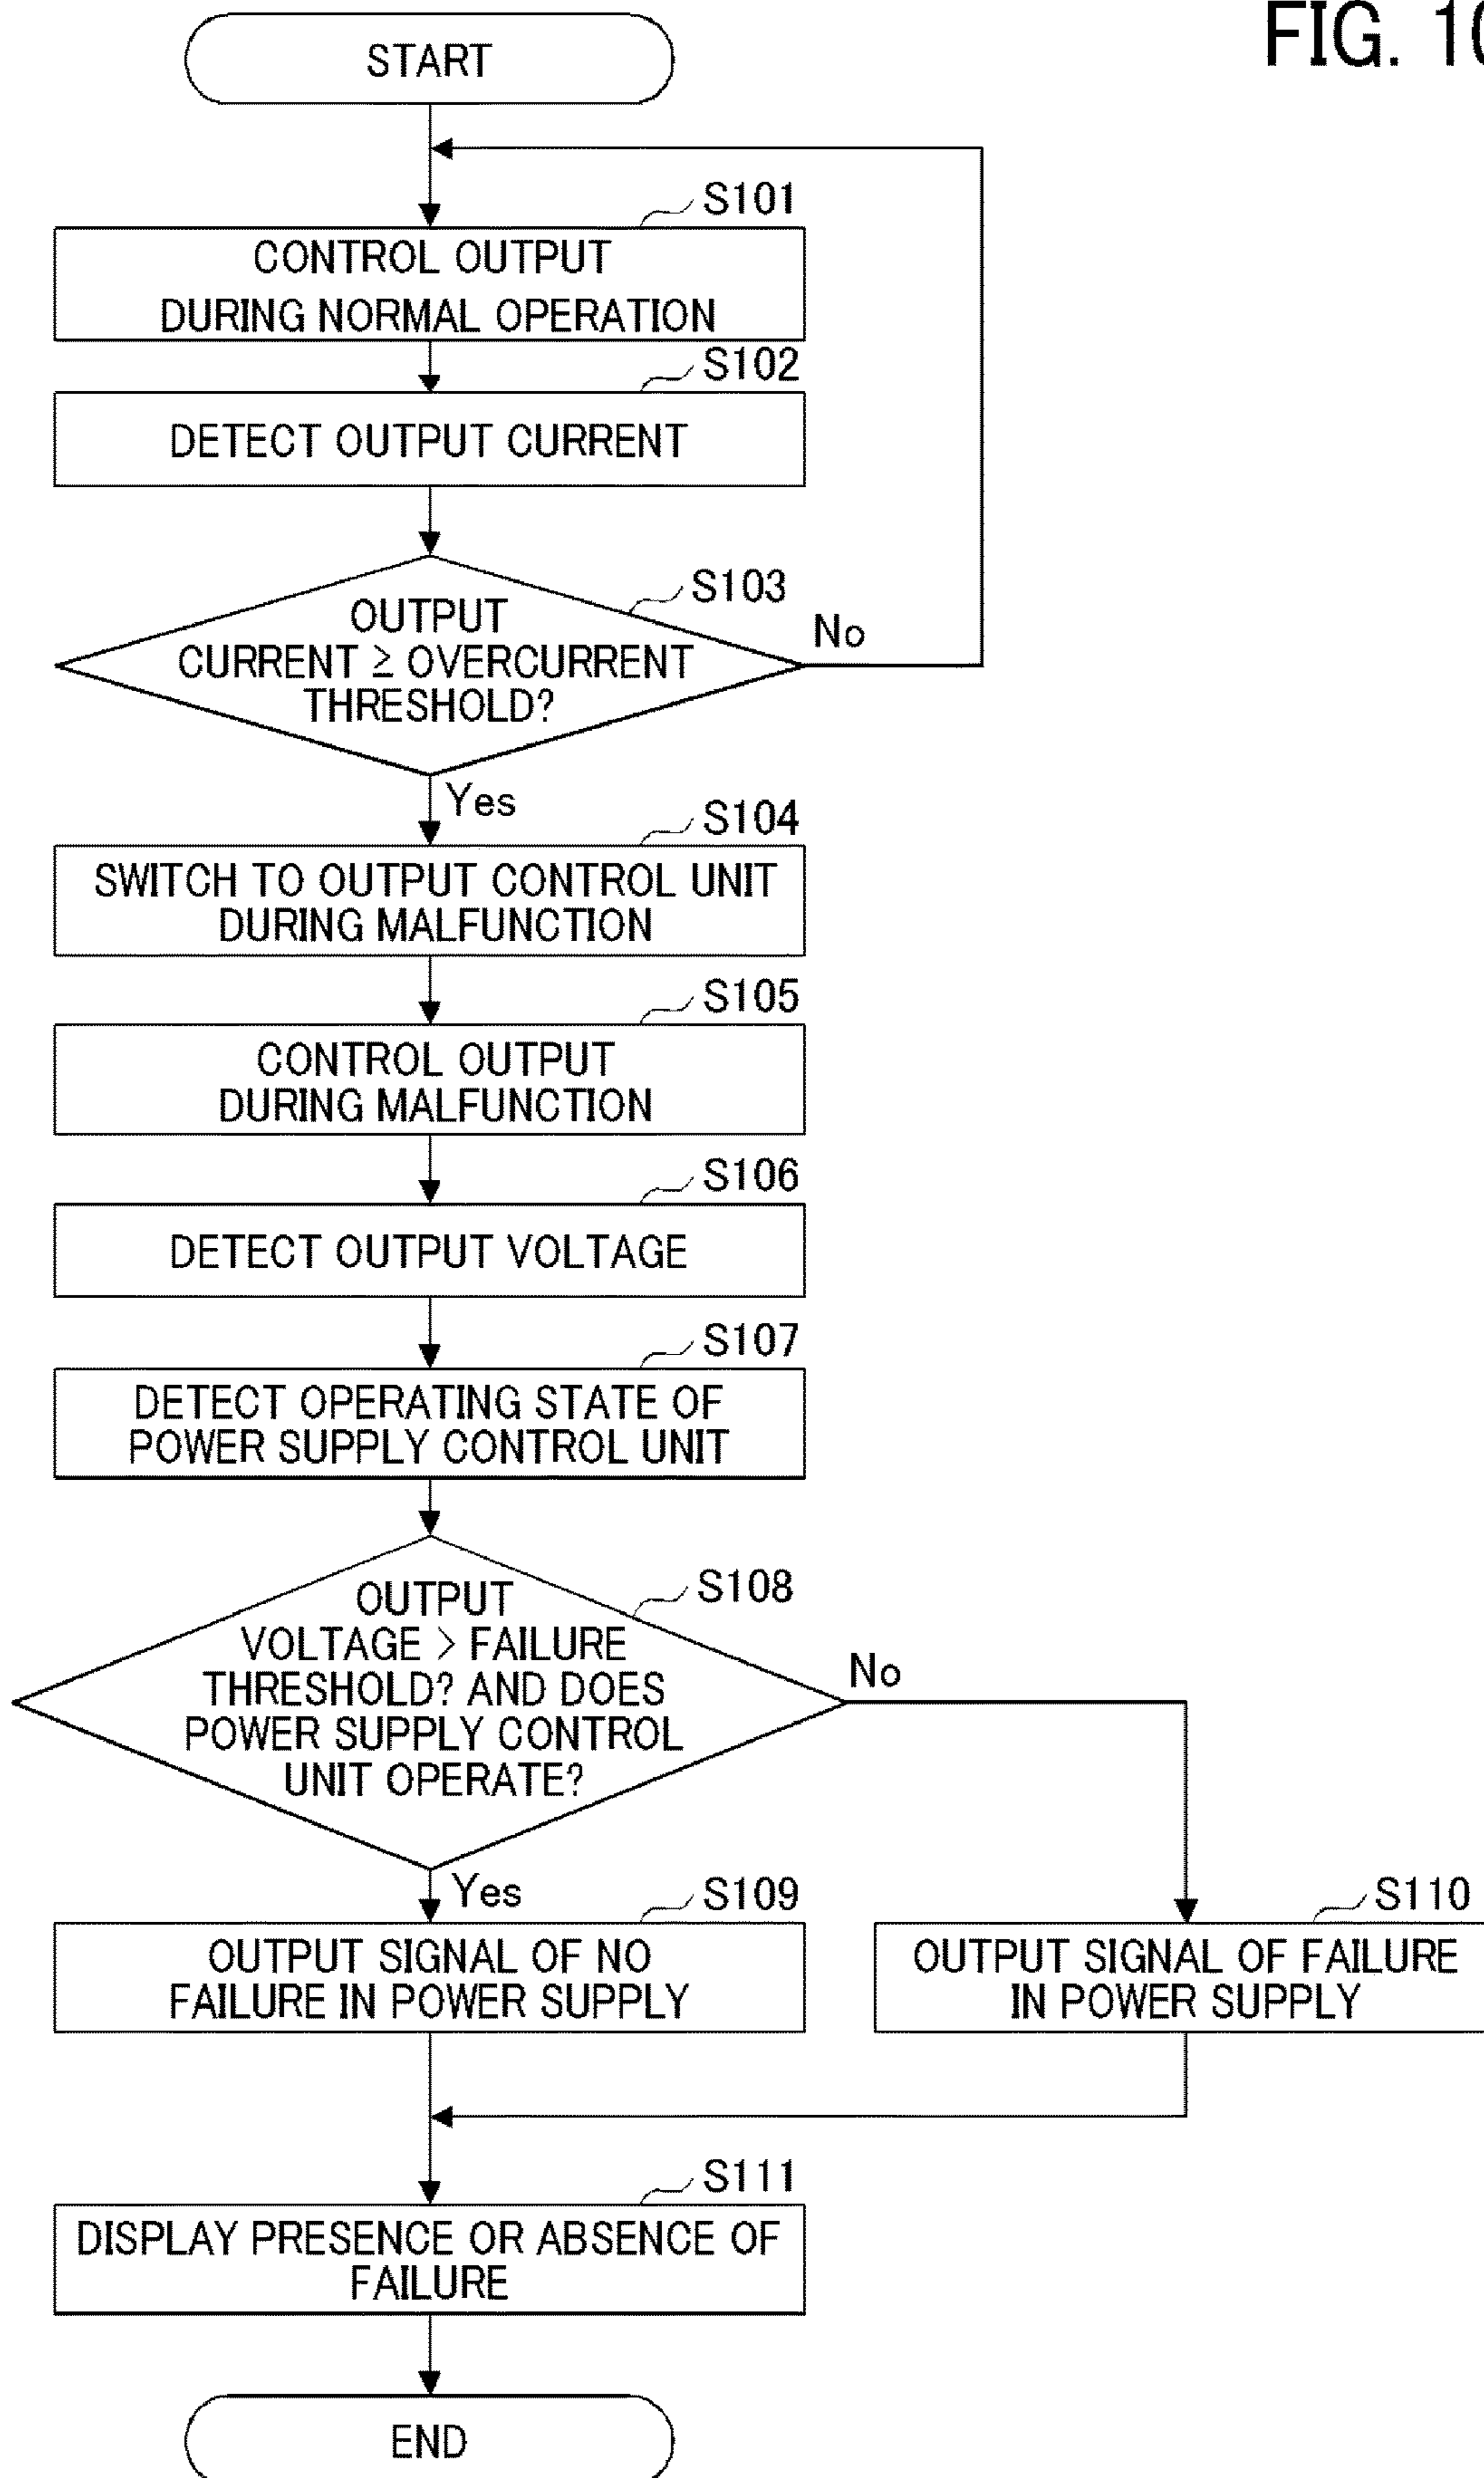 FIG. 10
START
S101
CONTROL OUTPUT
DURING NORMAL OPERATION
S102
DETECT OUTPUT CURRENT
S103
OUTPUT
CURRENT ≥ OVERCURRENT
THRESHOLD?
No
Yes
S104
SWITCH TO OUTPUT CONTROL UNIT
DURING MALFUNCTION
S105
CONTROL OUTPUT
DURING MALFUNCTION
S106
DETECT OUTPUT VOLTAGE
S107
DETECT OPERATING STATE OF
POWER SUPPLY CONTROL UNIT
S108
OUTPUT
VOLTAGE > FAILURE
THRESHOLD? AND DOES
POWER SUPPLY CONTROL
UNIT OPERATE?
No
Yes
S109
OUTPUT SIGNAL OF NO
FAILURE IN POWER SUPPLY
S110
OUTPUT SIGNAL OF FAILURE
IN POWER SUPPLY
S111
DISPLAY PRESENCE OR ABSENCE OF
FAILURE
END